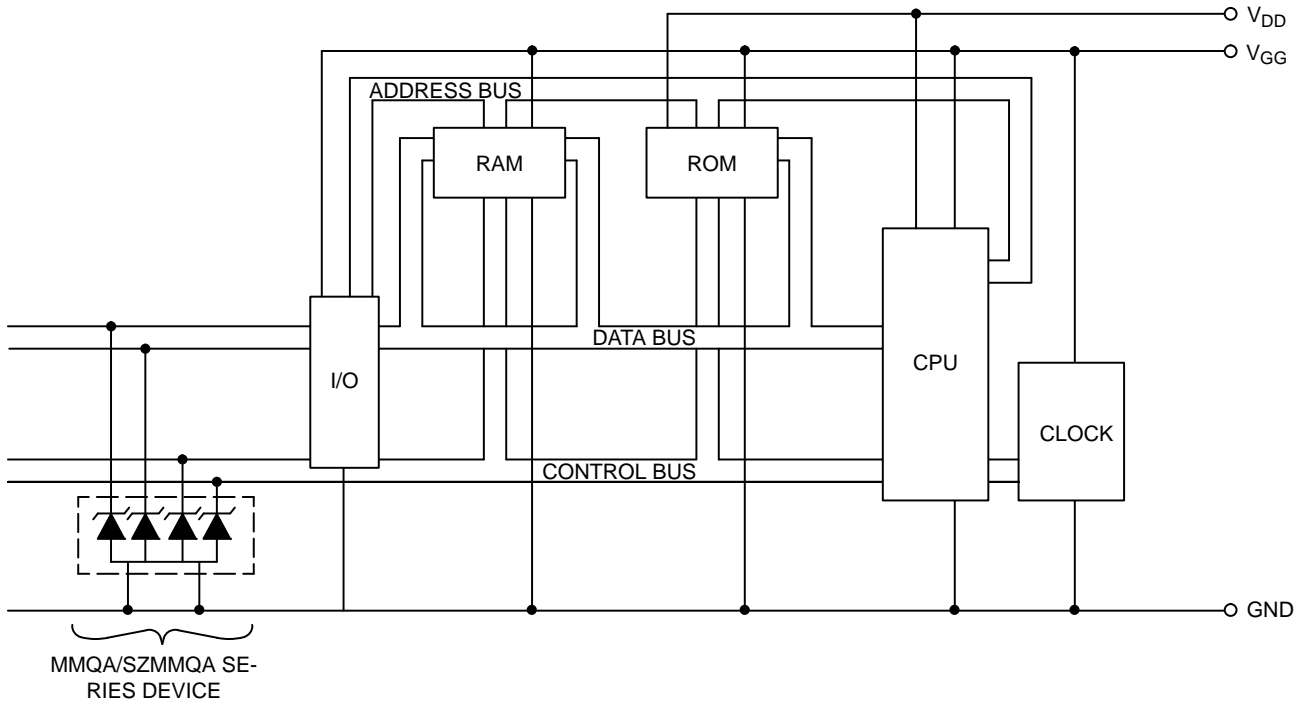 VDD
VGG
ADDRESS BUS
RAM
ROM
DATA BUS
CPU
I/O
CLOCK
CONTROL BUS
GND
MMQA/SZMMQA SE-
RIES DEVICE